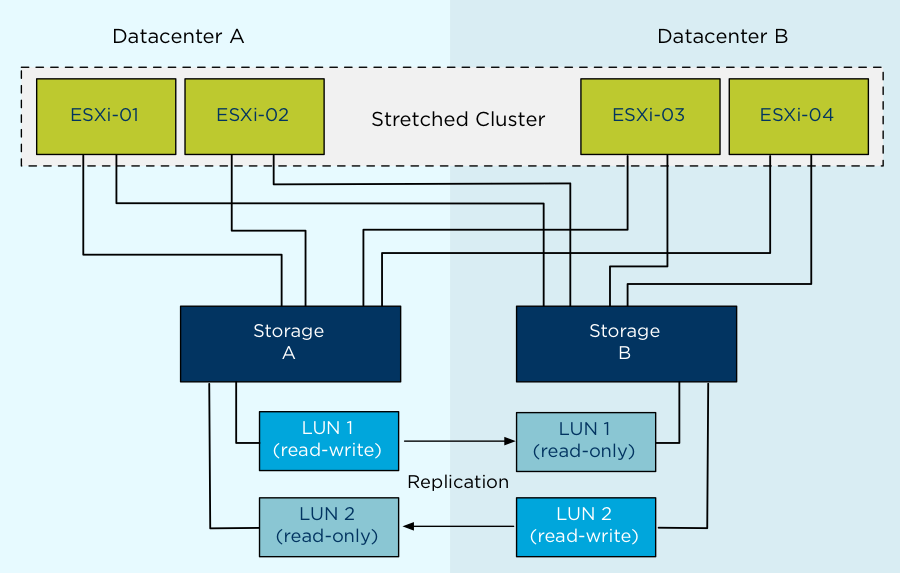 Datacenter A
Datacenter B
ESXi-01
ESXi-02
Stretched Cluster
ESXi-03
ESXi-04
Storage
A
Storage
B
LUN 1
(read-write)
LUN 1
(read-only)
Replication
LUN 2
(read-only)
LUN 2
(read-write)